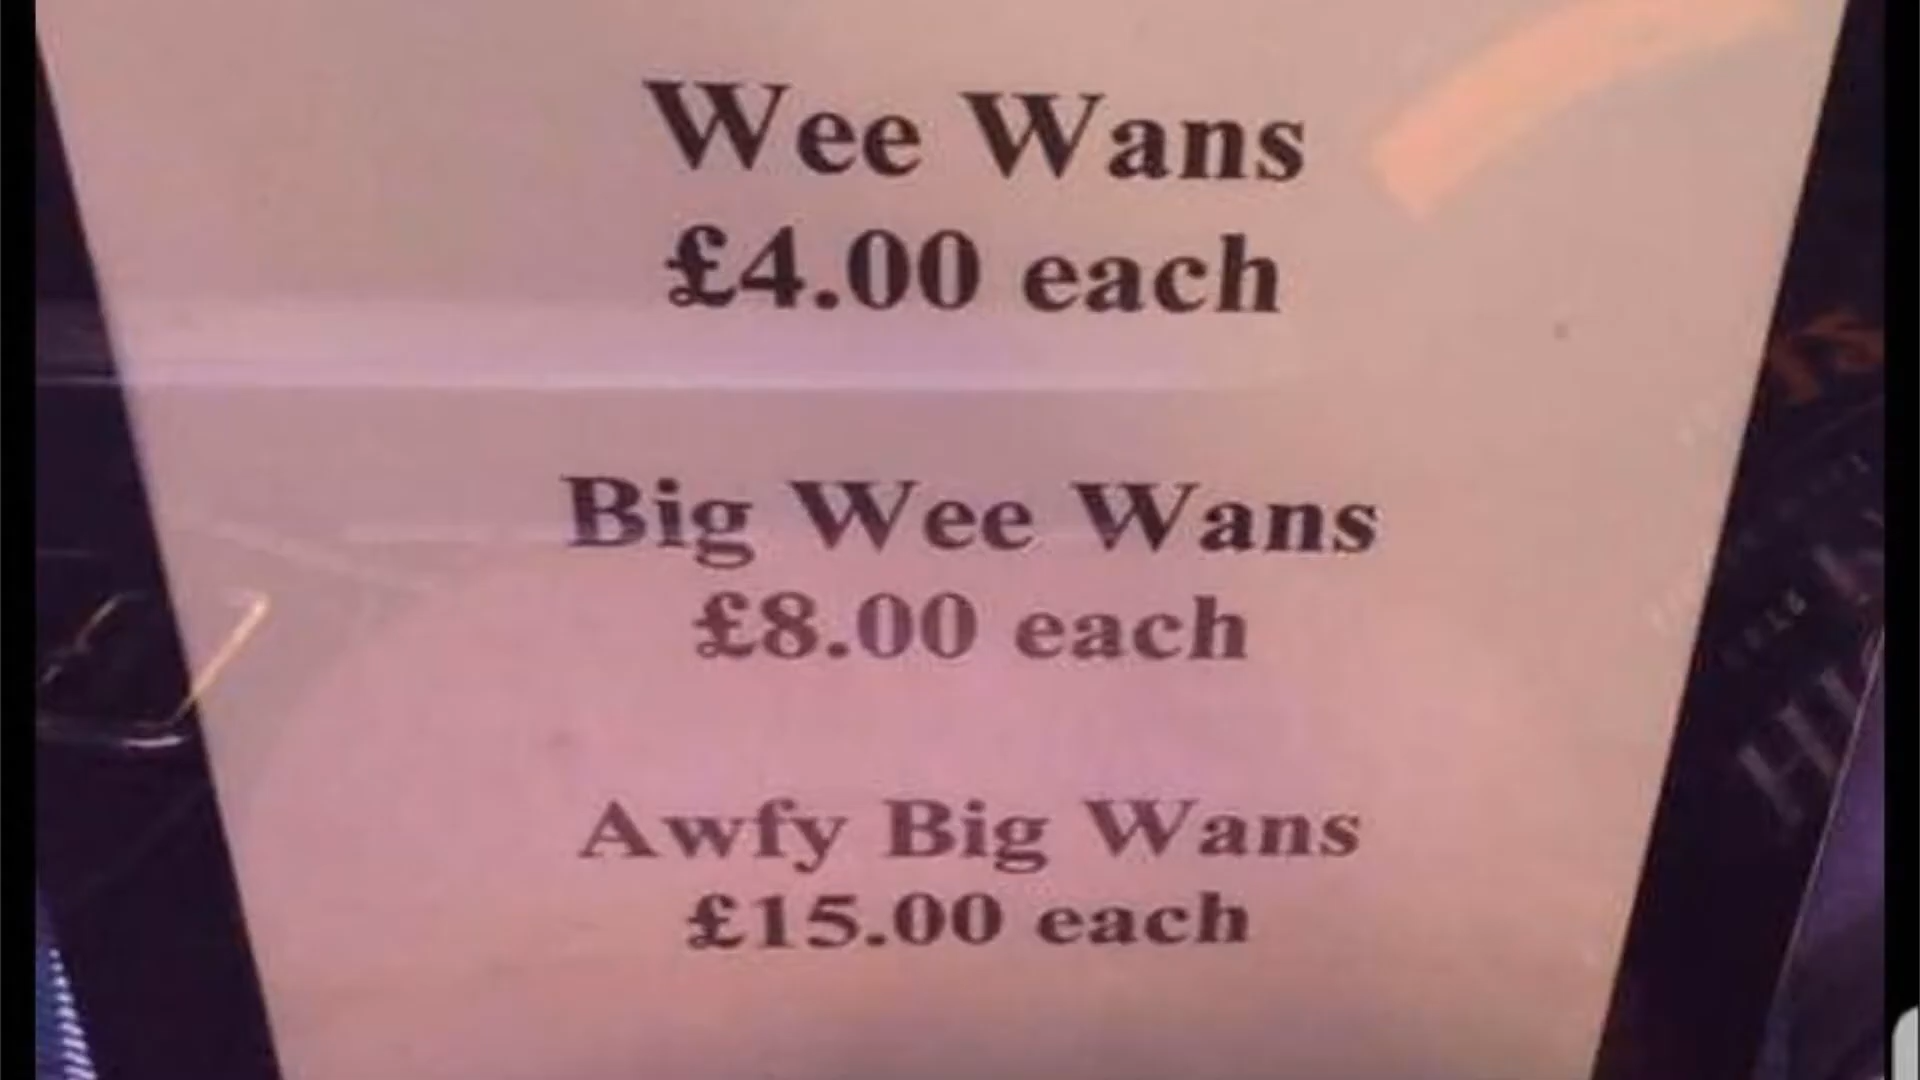 Wee Wans
£4.00 each
Big Wee Wans
£8.00 each
Awfy Big Wans
£15.00 each